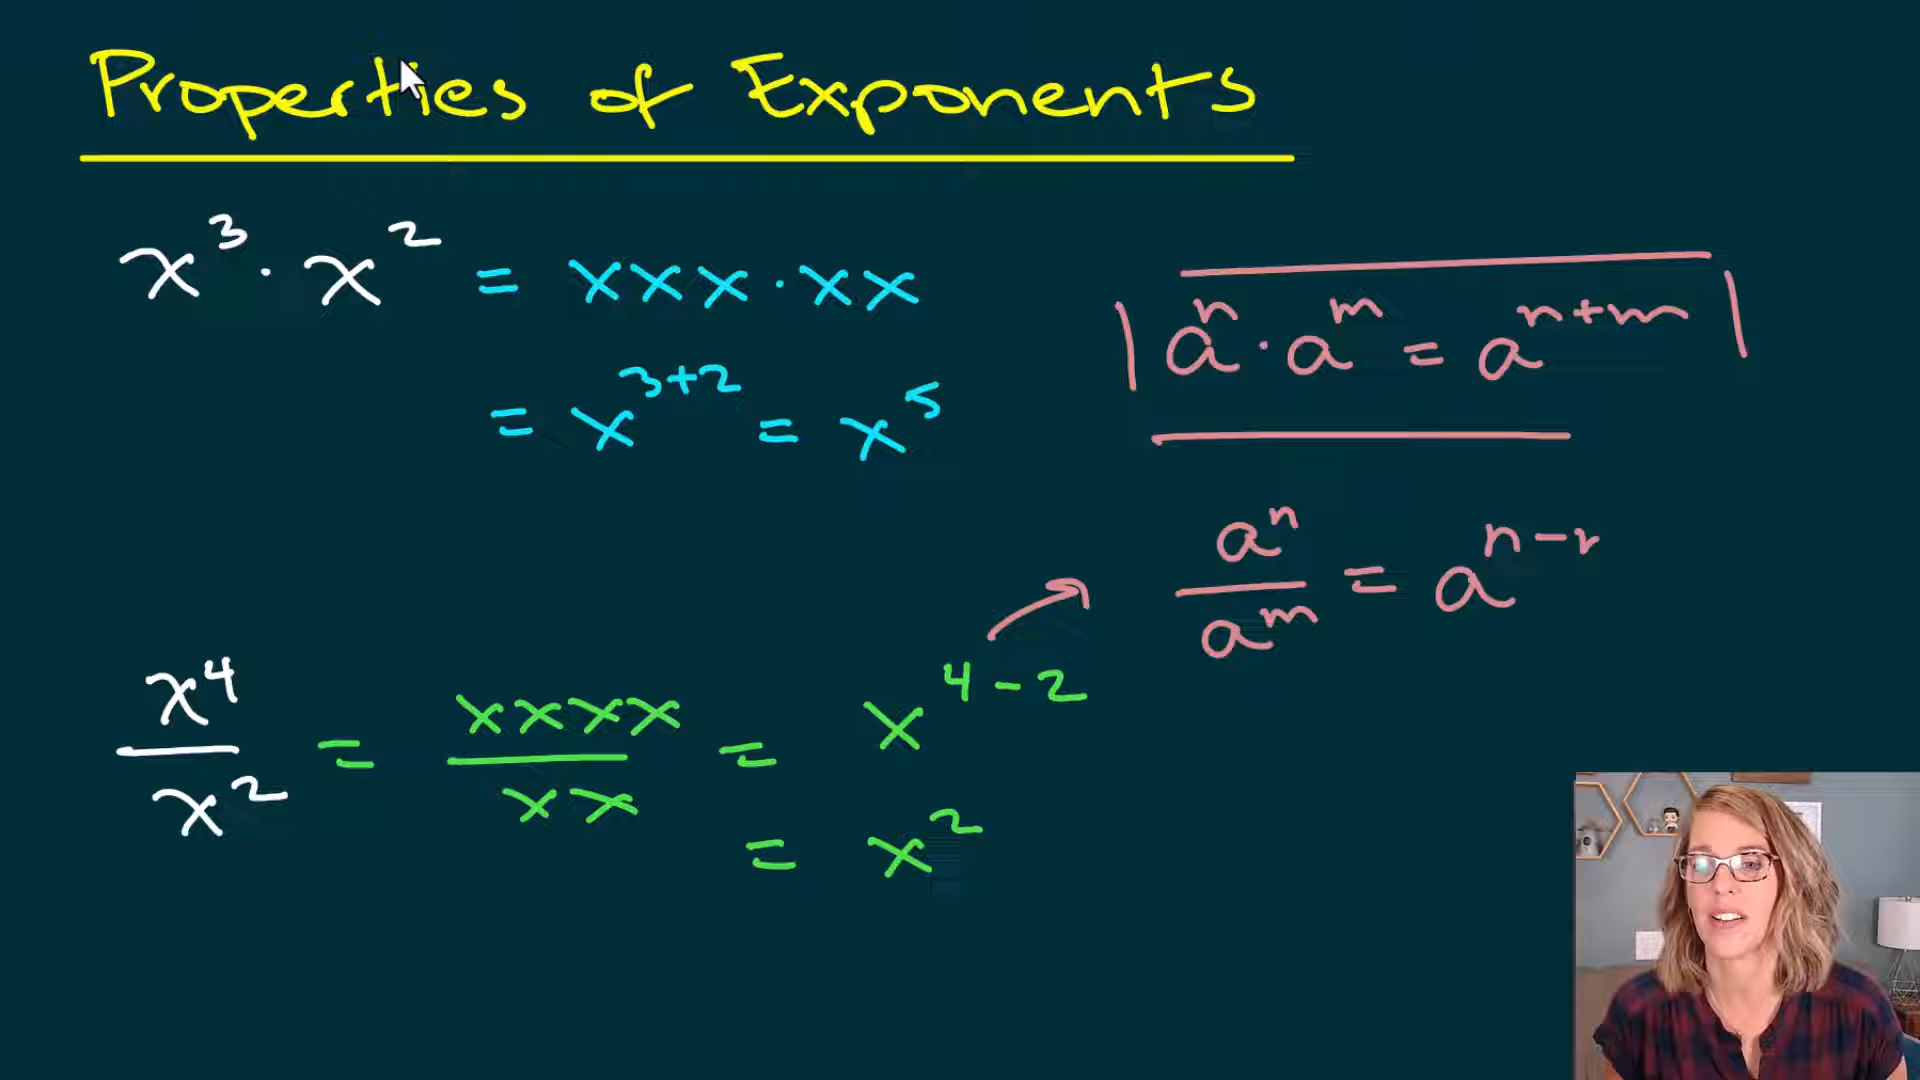 Properties of Exponents
x³ · x² = xxx · xx
= x³⁺² = x⁵
aⁿ · aᵐ = aⁿ⁺ᵐ
aⁿ/aᵐ = aⁿ⁻
x⁴/x² = xxxx/xx = x⁴⁻²
= x²